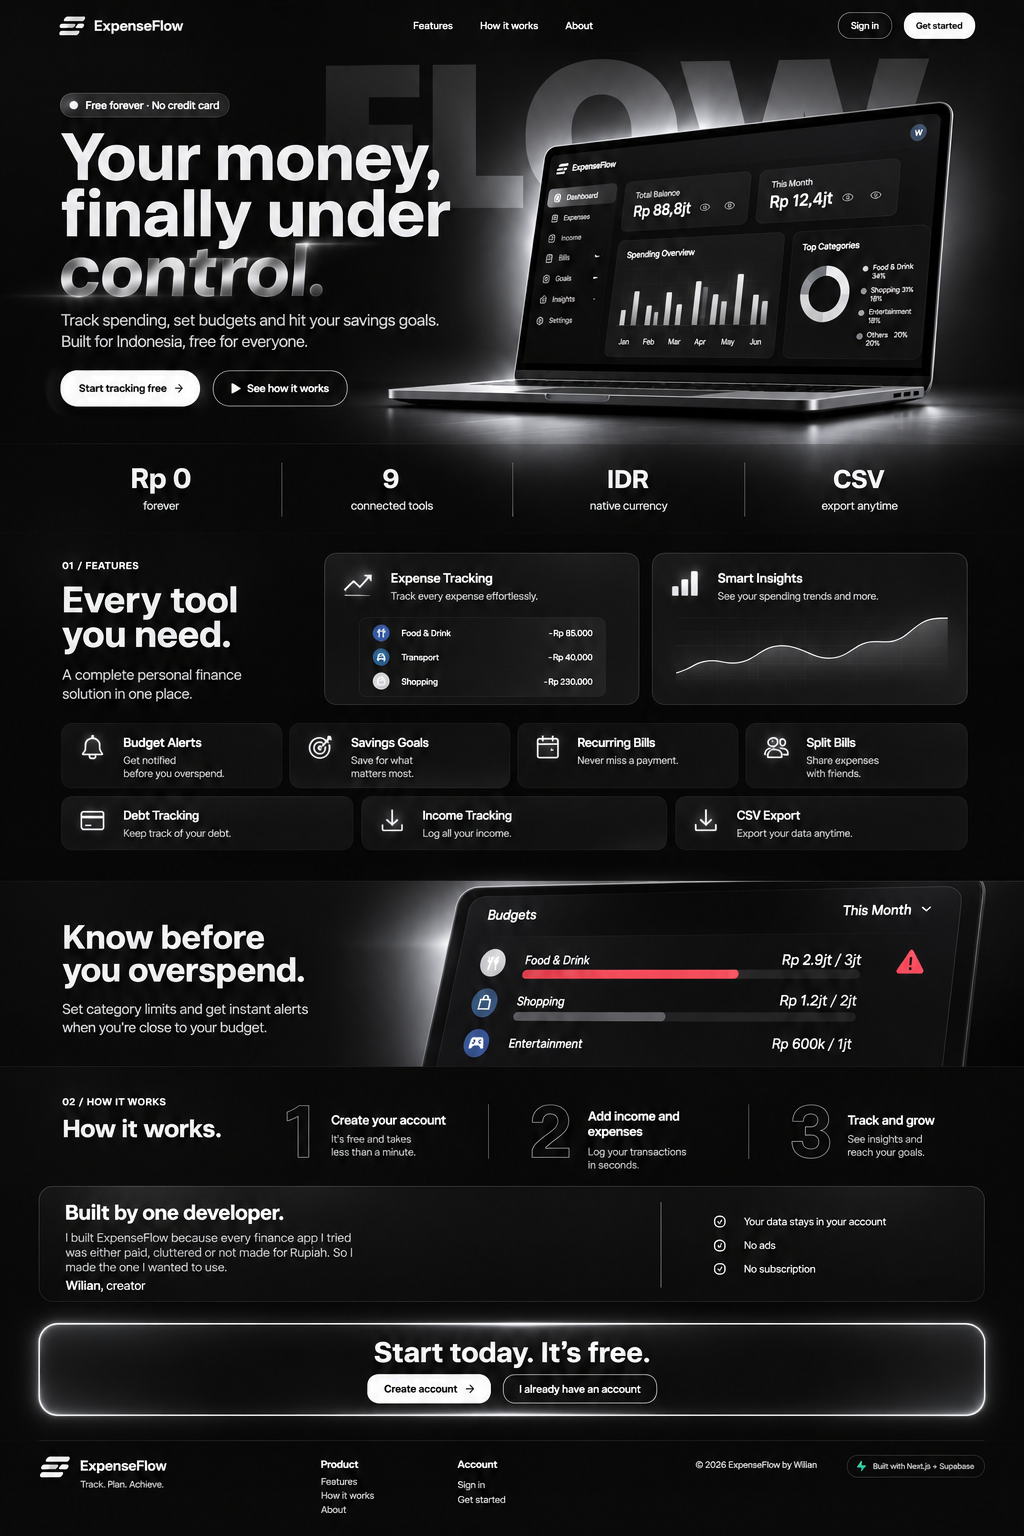 ExpenseFlow
Features
How it works
About
Sign in
Get started
FLOW
Free forever · No credit card
Your money,
finally under
control.
Track spending, set budgets and hit your savings goals.
Built for Indonesia, free for everyone.
Start tracking free →
See how it works
W
ExpenseFlow
Dashboard
Expenses
Income
Bills
Goals
Insights
Settings
Total Balance
Rp 88,8jt
This Month
Rp 12,4jt
Spending Overview
Jan Feb Mar Apr May Jun
Top Categories
Food & Drink
34%
Shopping 31%
18%
Entertainment
18%
Others 20%
20%
Rp 0
forever
9
connected tools
IDR
native currency
CSV
export anytime
01 / FEATURES
Every tool
you need.
A complete personal finance
solution in one place.
Expense Tracking
Track every expense effortlessly.
Food & Drink -Rp 85.000
Transport -Rp 40,000
Shopping -Rp 230.000
Smart Insights
See your spending trends and more.
Budget Alerts
Get notified
before you overspend.
Savings Goals
Save for what
matters most.
Recurring Bills
Never miss a payment.
Split Bills
Share expenses
with friends.
Debt Tracking
Keep track of your debt.
Income Tracking
Log all your income.
CSV Export
Export your data anytime.
Know before
you overspend.
Set category limits and get instant alerts
when you're close to your budget.
Budgets
This Month
Food & Drink Rp 2.9jt / 3jt
Shopping Rp 1.2jt / 2jt
Entertainment Rp 600k / 1jt
02 / HOW IT WORKS
How it works.
1
Create your account
It's free and takes
less than a minute.
2
Add income and
expenses
Log your transactions
in seconds.
3
Track and grow
See insights and
reach your goals.
Built by one developer.
I built ExpenseFlow because every finance app I tried
was either paid, cluttered or not made for Rupiah. So I
made the one I wanted to use.
Wilian, creator
Your data stays in your account
No ads
No subscription
Start today. It's free.
Create account →
I already have an account
ExpenseFlow
Track. Plan. Achieve.
Product
Features
How it works
About
Account
Sign in
Get started
© 2026 ExpenseFlow by Wilian
Built with Next.js + Supabase